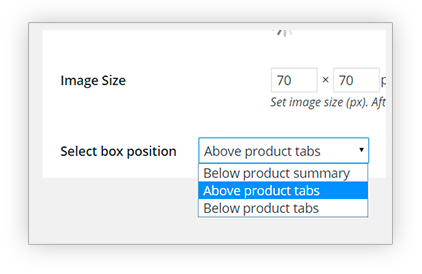 Image Size 70 × 70 p
Set image size (px). Aft
Select box position Above product tabs
Below product summary
Above product tabs
Below product tabs